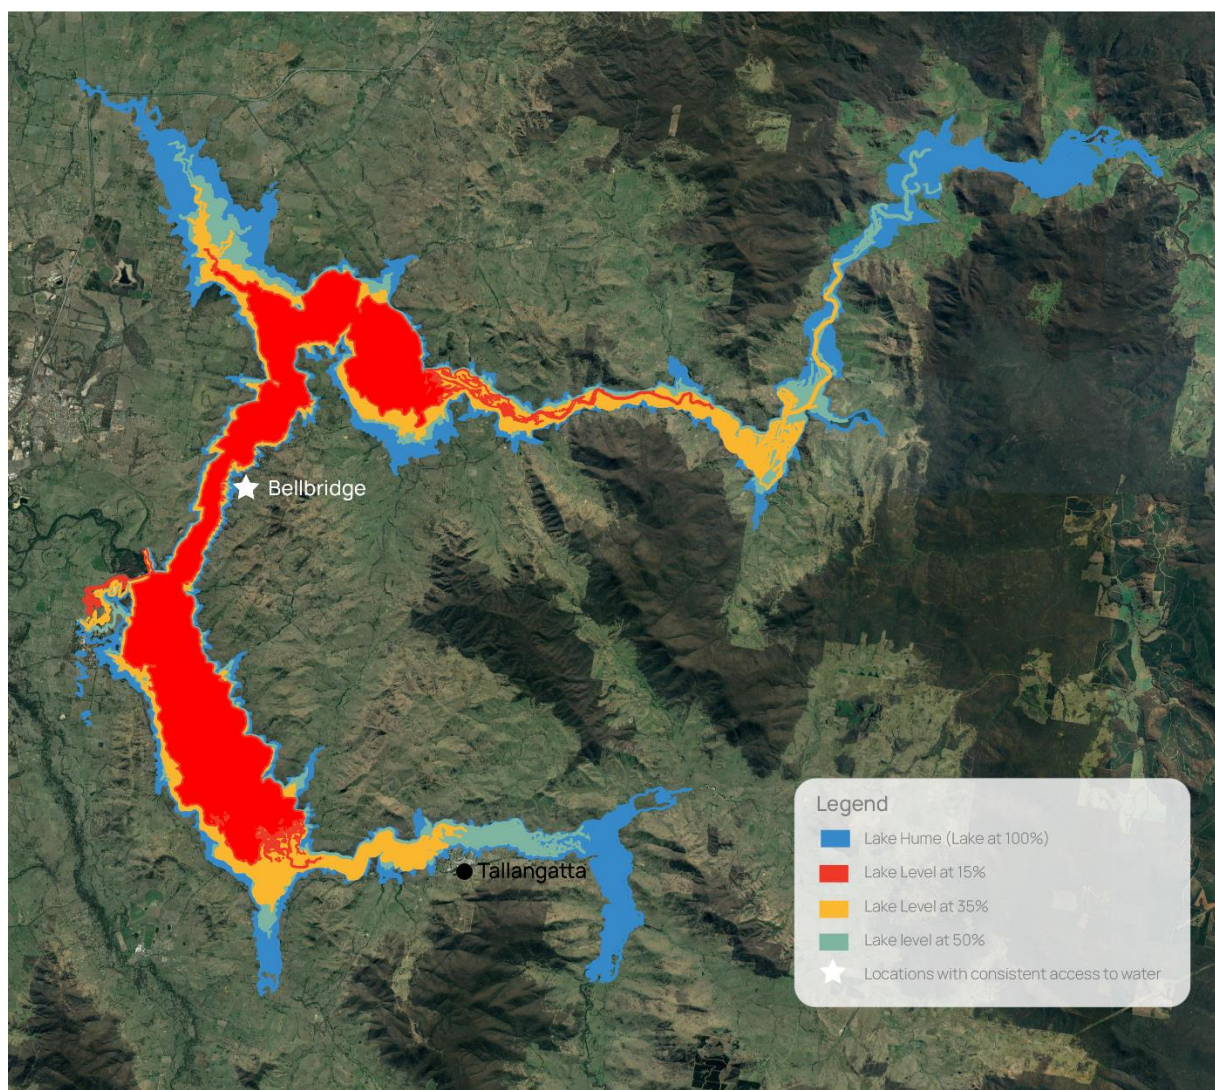 Bellbridge
Tallangatta
Legend
Lake Hume (Lake at 100%)
Lake Level at 15%
Lake Level at 35%
Lake level at 50%
Locations with consistent access to water